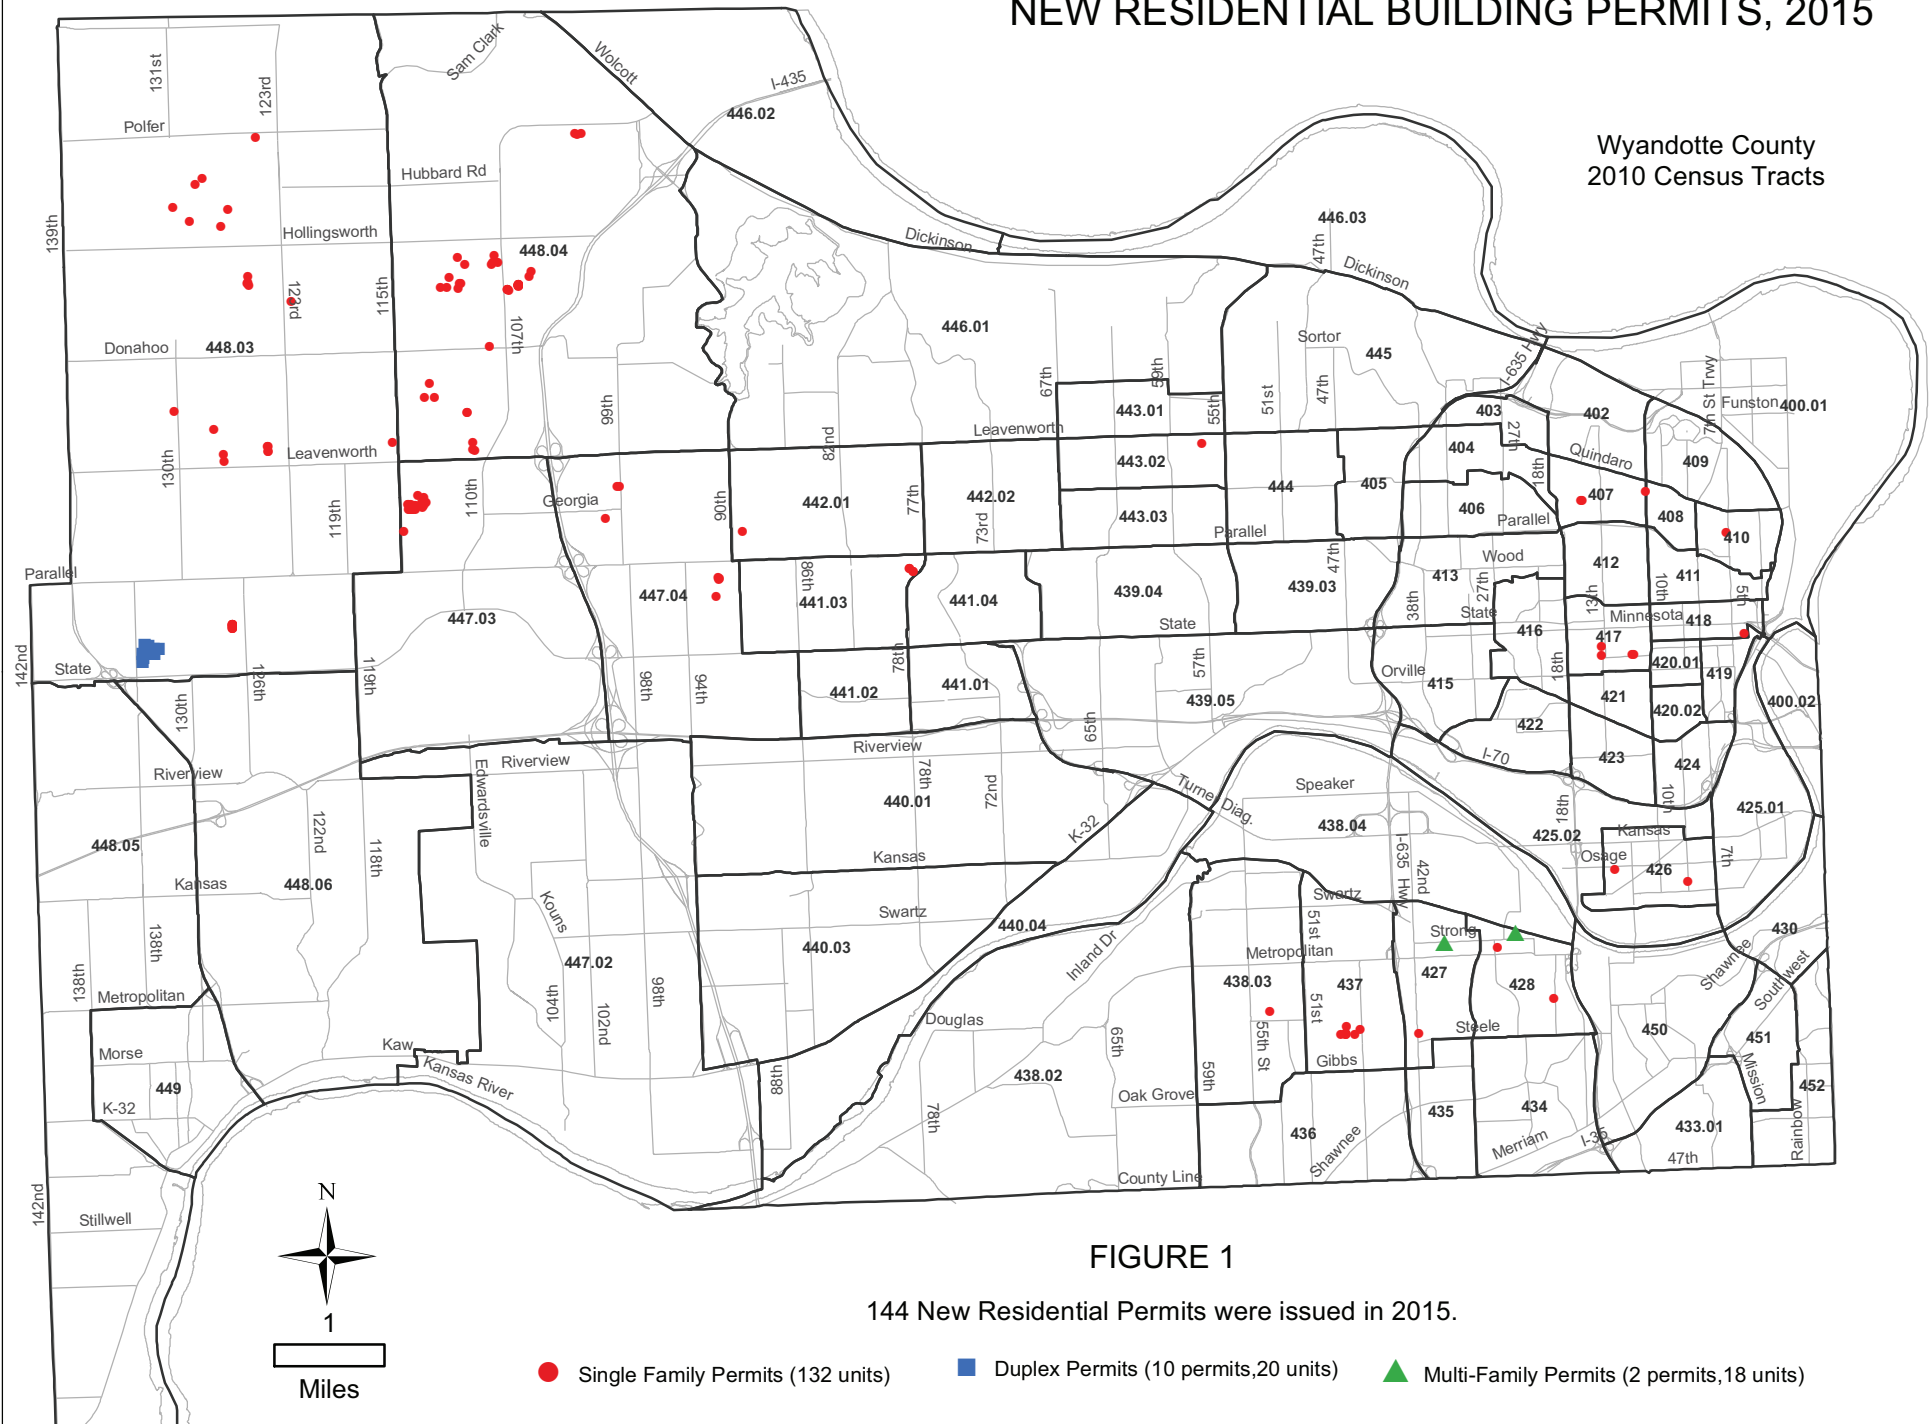 NEW RESIDENTIAL BUILDING PERMITS, 2015
Wyandotte County
2010 Census Tracts
Sam Clark
Wolcott
I-435
446.02
131st
123rd
Polfer
Hubbard Rd
139th
Hollingsworth
448.04
Dickinson
446.03
47th
Dickinson
115th
123rd
107th
446.01
Sortor
445
I-635 Hwy
Donahoo
448.03
99th
67th
59th
55th
51st
47th
7th St Trwy
443.01
403
402
Funston
400.01
Leavenworth
82nd
Leavenworth
27th
404
Quindaro
409
130th
443.02
18th
119th
110th
Georgia
90th
442.01
77th
442.02
73rd
444
405
407
443.03
406
Parallel
408
Parallel
410
Parallel
47th
Wood
412
86th
447.04
441.03
441.04
439.04
439.03
413
27th
411
10th
5th
13th
38th
447.03
State
State
Minnesota
418
416
417
142nd
State
126th
119th
98th
94th
78th
57th
18th
420.01
419
Orville
415
441.02
441.01
439.05
421
420.02
400.02
130th
65th
422
Riverview
Riverview
Riverview
Edwardsville
I-70
423
424
78th
72nd
Turner Diag.
Speaker
10th
440.01
18th
425.01
K-32
438.04
425.02
Kansas
448.05
122nd
118th
I-635 Hwy
42nd
Osage
7th
Kansas
Kansas
448.06
426
Kouns
Swartz
Swartz
51st
138th
440.04
Strong
430
440.03
Inland Dr
Metropolitan
Shawnee
Southwest
447.02
138th
98th
438.03
437
427
428
Metropolitan
104th
102nd
51st
Douglas
55th St
Steele
450
451
Kaw
65th
Morse
Gibbs
Kansas River
88th
59th
438.02
Mission
449
Oak Grove
452
K-32
78th
436
Shawnee
435
434
433.01
Merriam
I-35
Rainbow
47th
County Line
142nd
Stillwell
N
1
Miles
FIGURE 1
144 New Residential Permits were issued in 2015.
Single Family Permits (132 units)
Duplex Permits (10 permits,20 units)
Multi-Family Permits (2 permits,18 units)